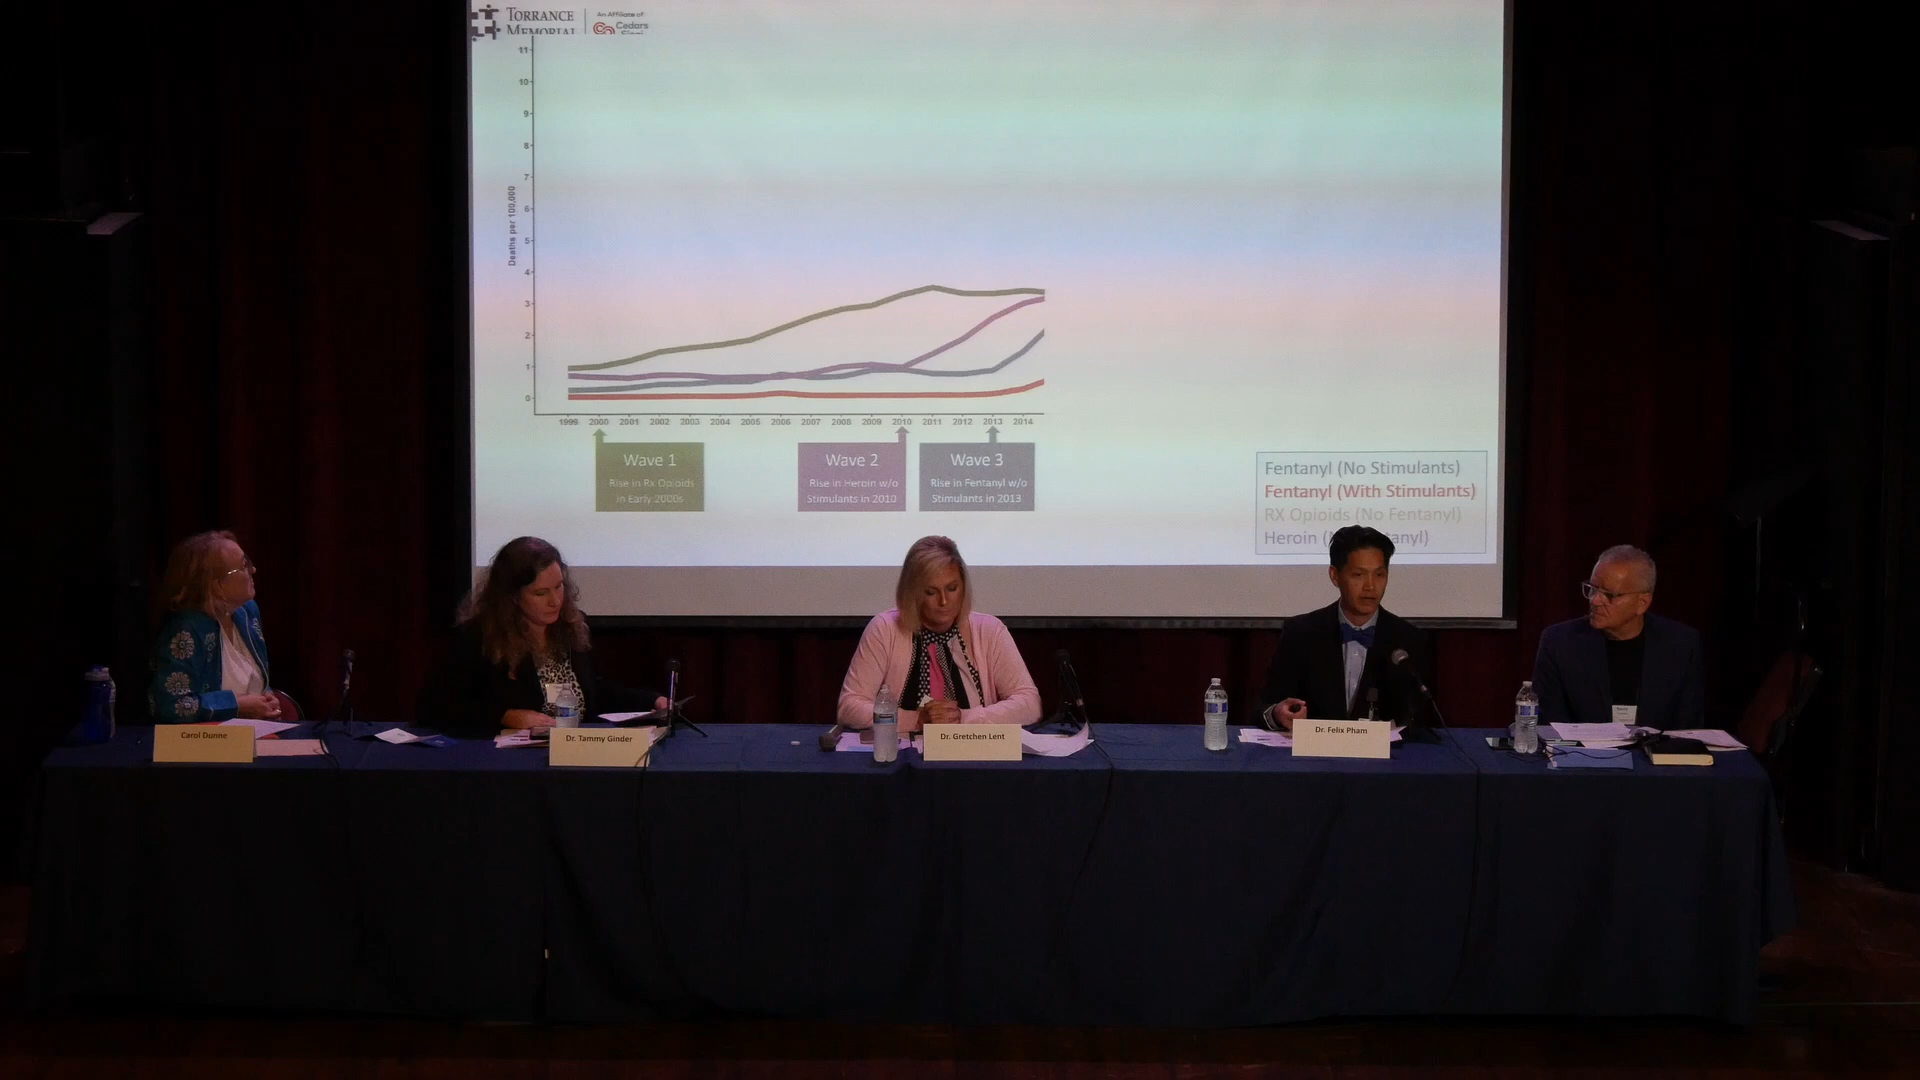 TORRANCE
MEMORIAL
An Affiliate of
Cedars
Sinai
11
10
9
8
7
6
5
4
3
2
1
0
Deaths per 100,000
1999 2000 2001 2002 2003 2004 2005 2006 2007 2008 2009 2010 2011 2012 2013 2014
Wave 1
Rise in Rx Opioids
in Early 2000s
Wave 2
Rise in Heroin w/o
Stimulants in 2010
Wave 3
Rise in Fentanyl w/o
Stimulants in 2013
Fentanyl (No Stimulants)
Fentanyl (With Stimulants)
RX Opioids (No Fentanyl)
Heroin (
anyl)
Carol Dunne
Dr. Tammy Ginder
Dr. Gretchen Lent
Dr. Felix Pham